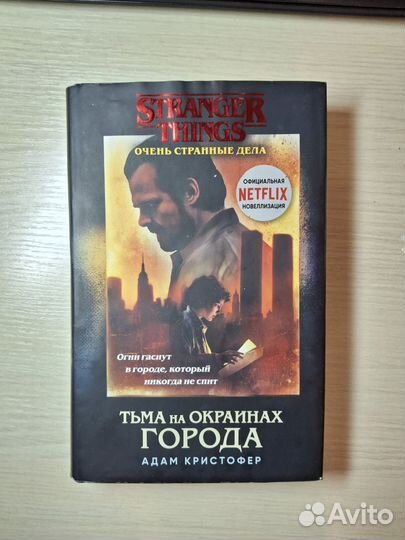 STRANGER
THINGS
ОЧЕНЬ СТРАННЫЕ ДЕЛА
ОФИЦИАЛЬНАЯ
NETFLIX
НОВЕЛЛИЗАЦИЯ
Огни гаснут
в городе, который
никогда не спит
ТЬМА НА ОКРАИНАХ
ГОРОДА
АДАМ КРИСТОФЕР
Avito